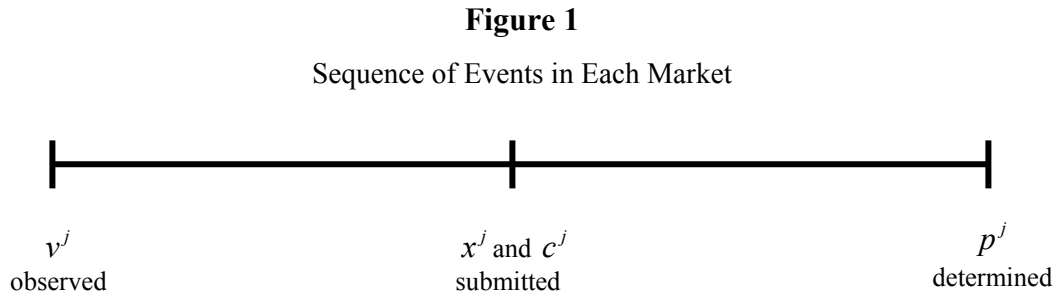 Figure 1
Sequence of Events in Each Market
v^j
observed
x^j and c^j
submitted
p^j
determined